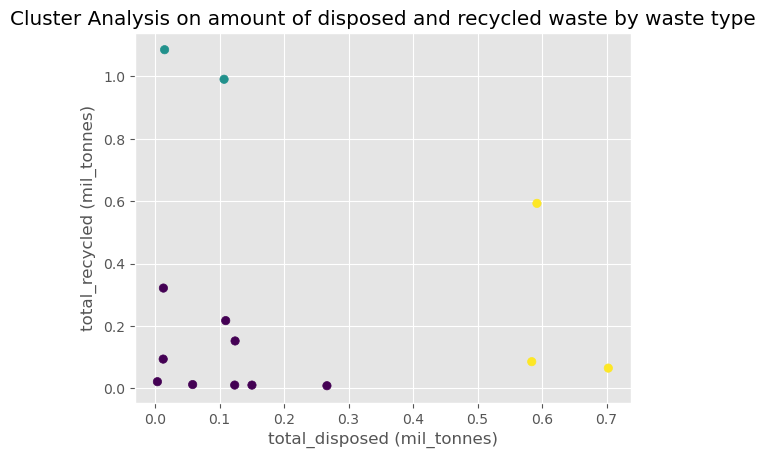 Cluster Analysis on amount of disposed and recycled waste by waste type
total_recycled (mil_tonnes)
1.0
0.8
0.6
0.4
0.2
0.0
0.0 0.1 0.2 0.3 0.4 0.5 0.6 0.7
total_disposed (mil_tonnes)